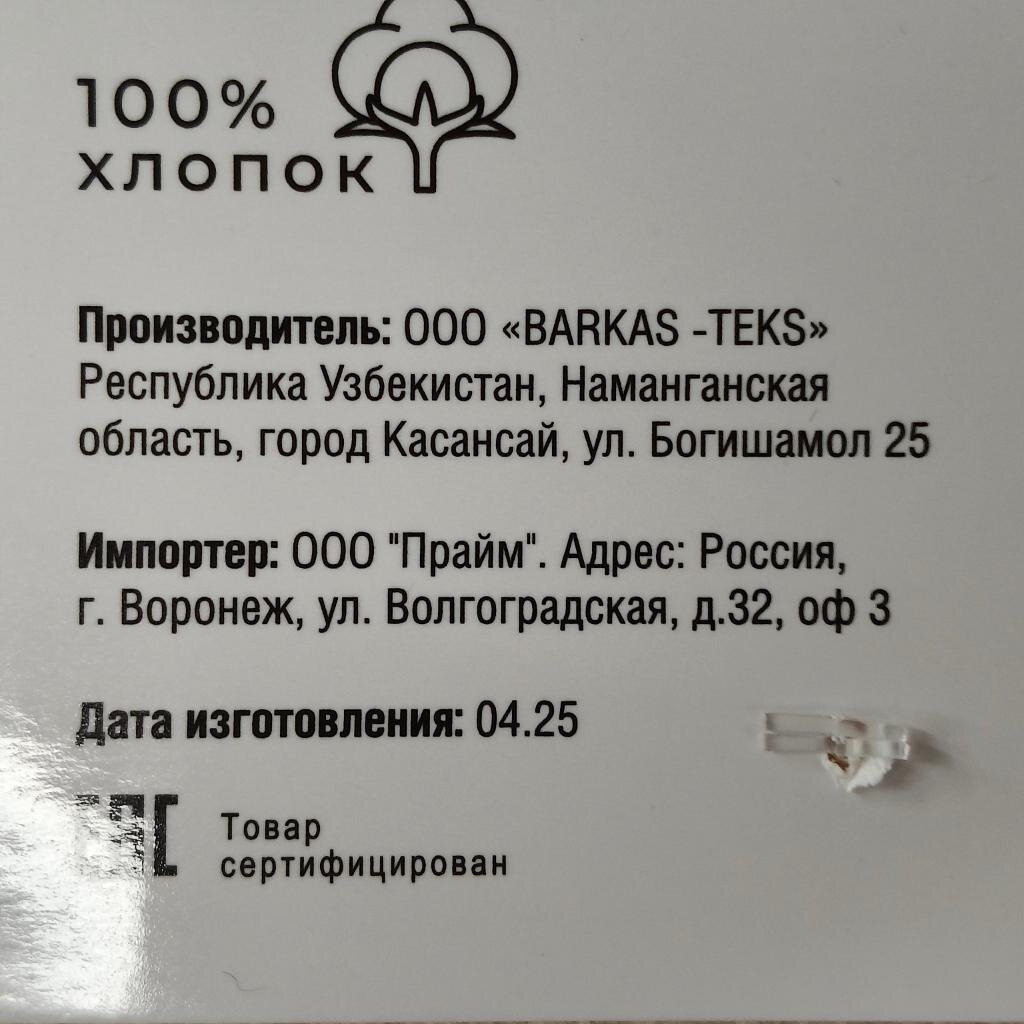 100%
ХЛОПОК
Производитель: ООО «BARKAS -TEKS»
Республика Узбекистан, Наманганская
область, город Касансай, ул. Богишамол 25
Импортер: ООО "Прайм". Адрес: Россия,
г. Воронеж, ул. Волгоградская, д.32, оф 3
Дата изготовления: 04.25
EAC
Товар
сертифицирован